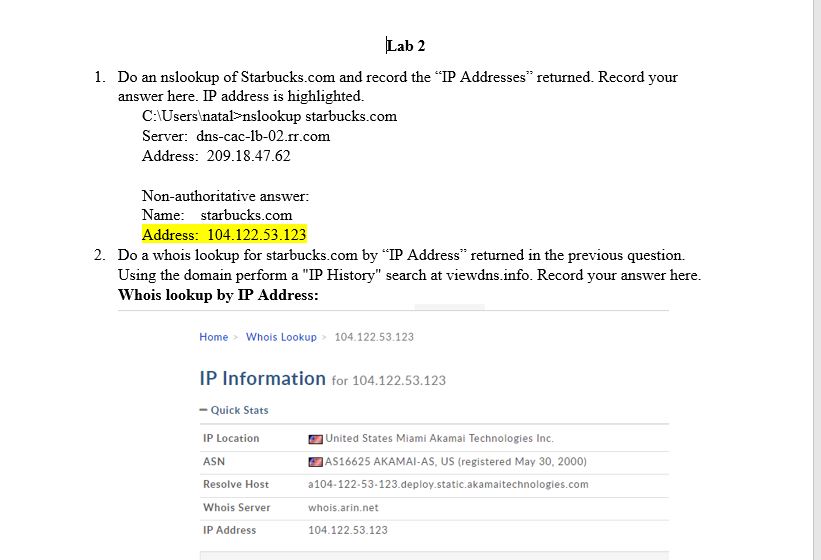 Lab 2
1. Do an nslookup of Starbucks.com and record the “IP Addresses” returned. Record your
answer here. IP address is highlighted.
C:\Users\natal>nslookup starbucks.com
Server: dns-cac-lb-02.rr.com
Address: 209.18.47.62
Non-authoritative answer:
Name: starbucks.com
Address: 104.122.53.123
2. Do a whois lookup for starbucks.com by “IP Address” returned in the previous question.
Using the domain perform a "IP History" search at viewdns.info. Record your answer here.
Whois lookup by IP Address:
Home > Whois Lookup > 104.122.53.123
IP Information for 104.122.53.123
– Quick Stats
IP Location United States Miami Akamai Technologies Inc.
ASN AS16625 AKAMAI-AS, US (registered May 30, 2000)
Resolve Host a104-122-53-123.deploy.static.akamaitechnologies.com
Whois Server whois.arin.net
IP Address 104.122.53.123